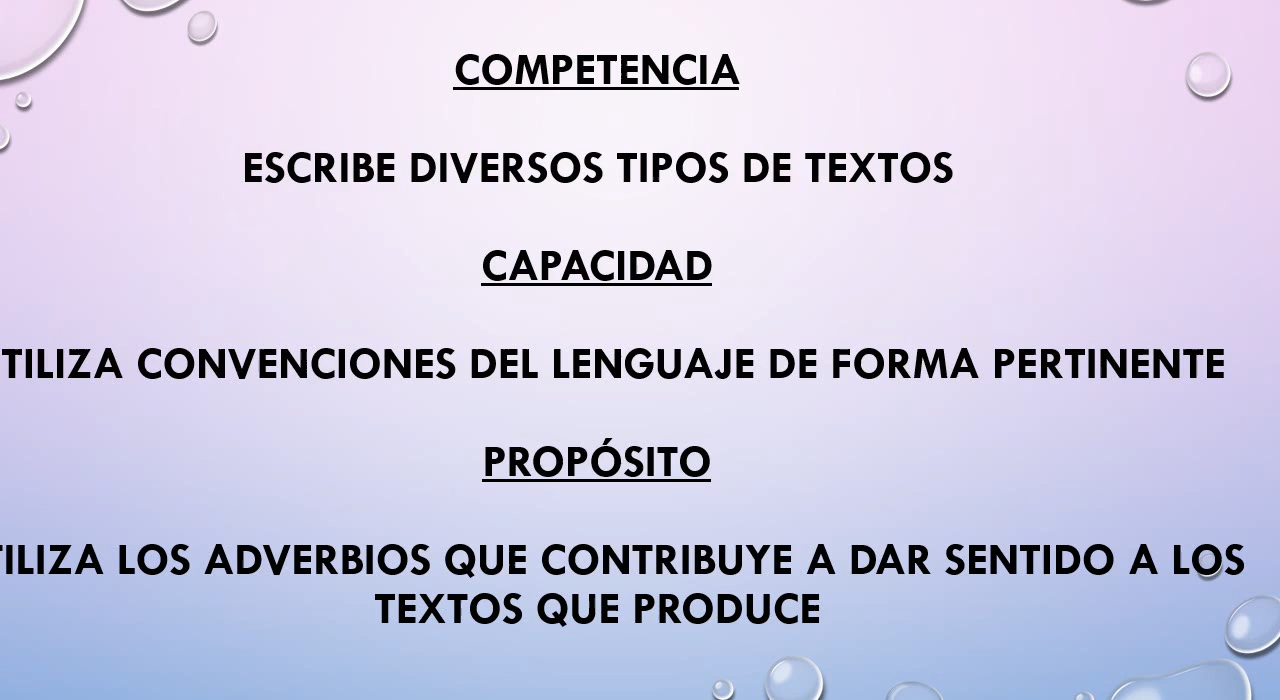 COMPETENCIA
ESCRIBE DIVERSOS TIPOS DE TEXTOS
CAPACIDAD
TILIZA CONVENCIONES DEL LENGUAJE DE FORMA PERTINENTE
PROPÓSITO
TILIZA LOS ADVERBIOS QUE CONTRIBUYE A DAR SENTIDO A LOS
TEXTOS QUE PRODUCE